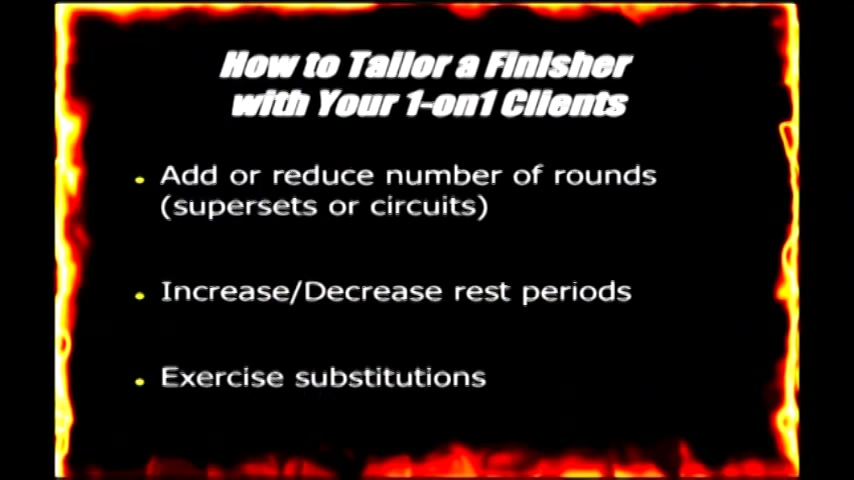 How to Tailor a Finisher
with Your 1-on1 Clients
• Add or reduce number of rounds
(supersets or circuits)
• Increase/Decrease rest periods
• Exercise substitutions